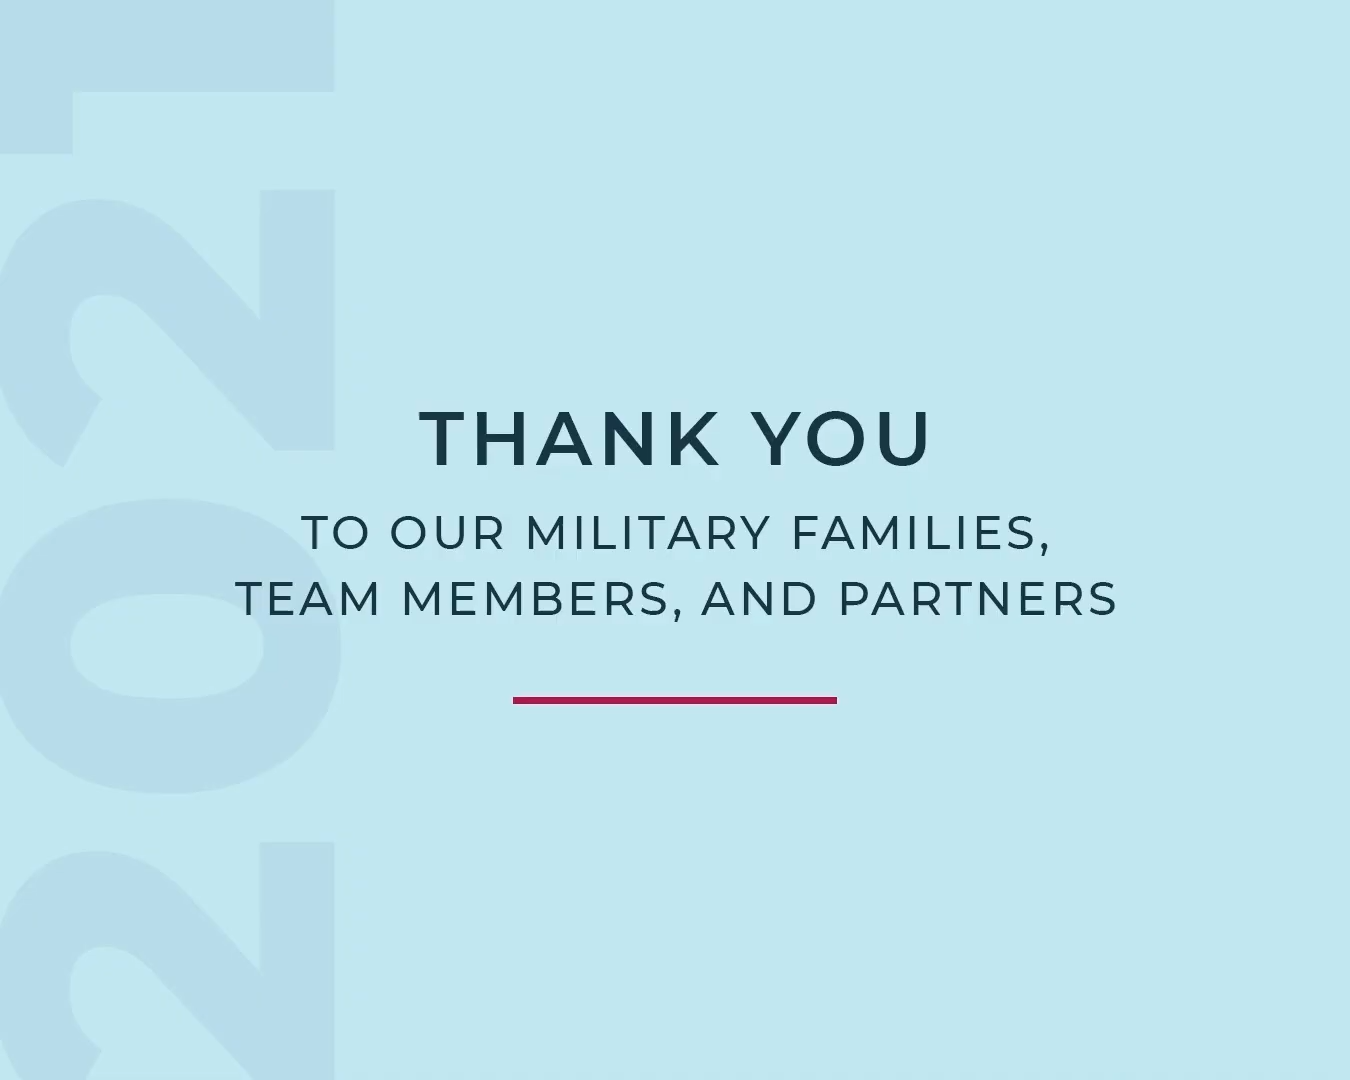 2021
THANK YOU
TO OUR MILITARY FAMILIES,
TEAM MEMBERS, AND PARTNERS